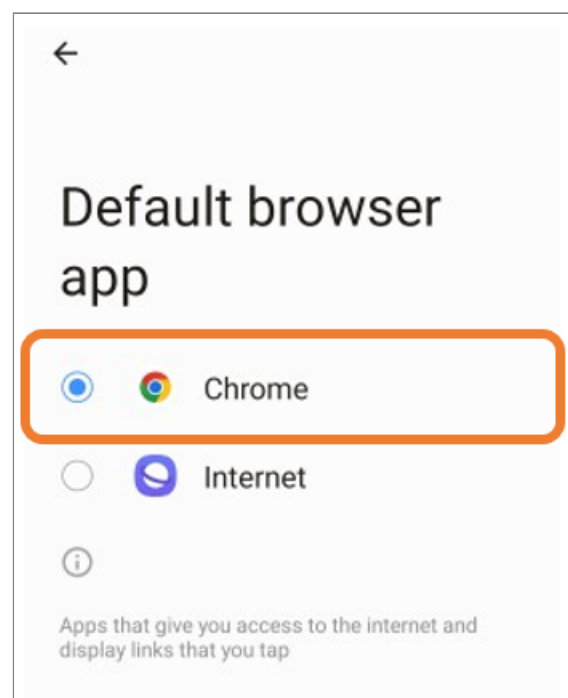 Default browser
app
Chrome
Internet
Apps that give you access to the internet and
display links that you tap